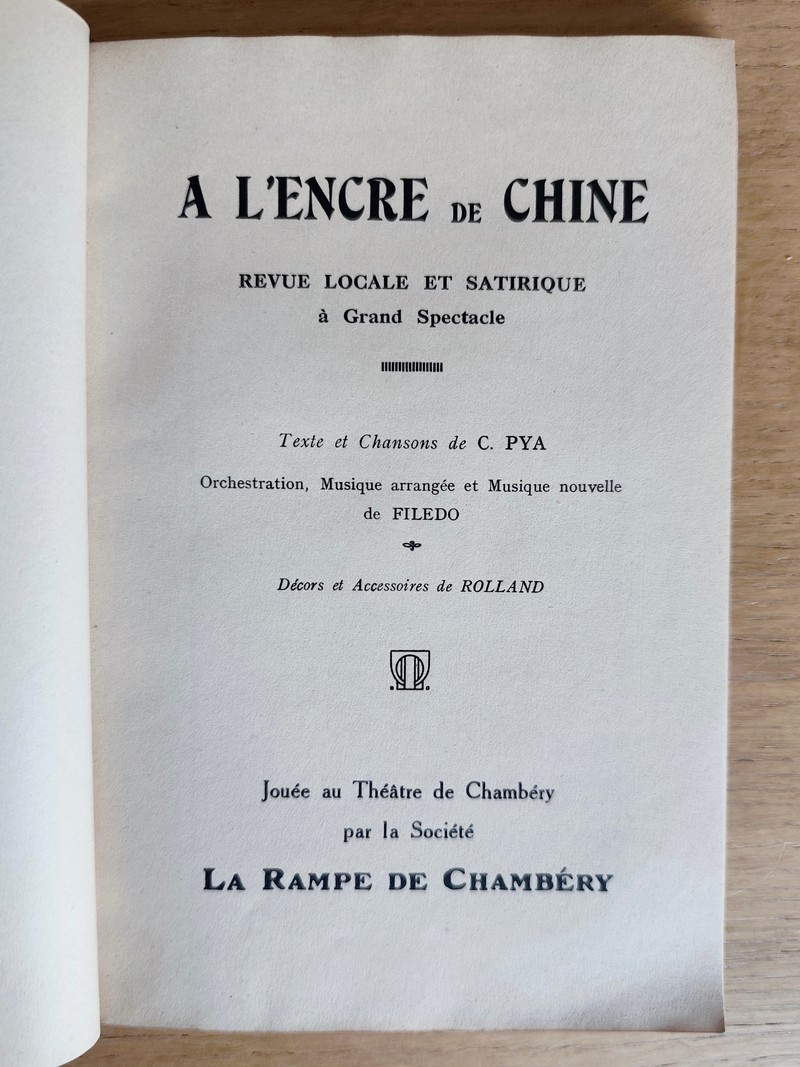 A L'ENCRE DE CHINE
REVUE LOCALE ET SATIRIQUE
à Grand Spectacle
Texte et Chansons de C. PYA
Orchestration, Musique arrangée et Musique nouvelle
de FILEDO
Décors et Accessoires de ROLLAND
Jouée au Théâtre de Chambéry
par la Société
LA RAMPE DE CHAMBÉRY